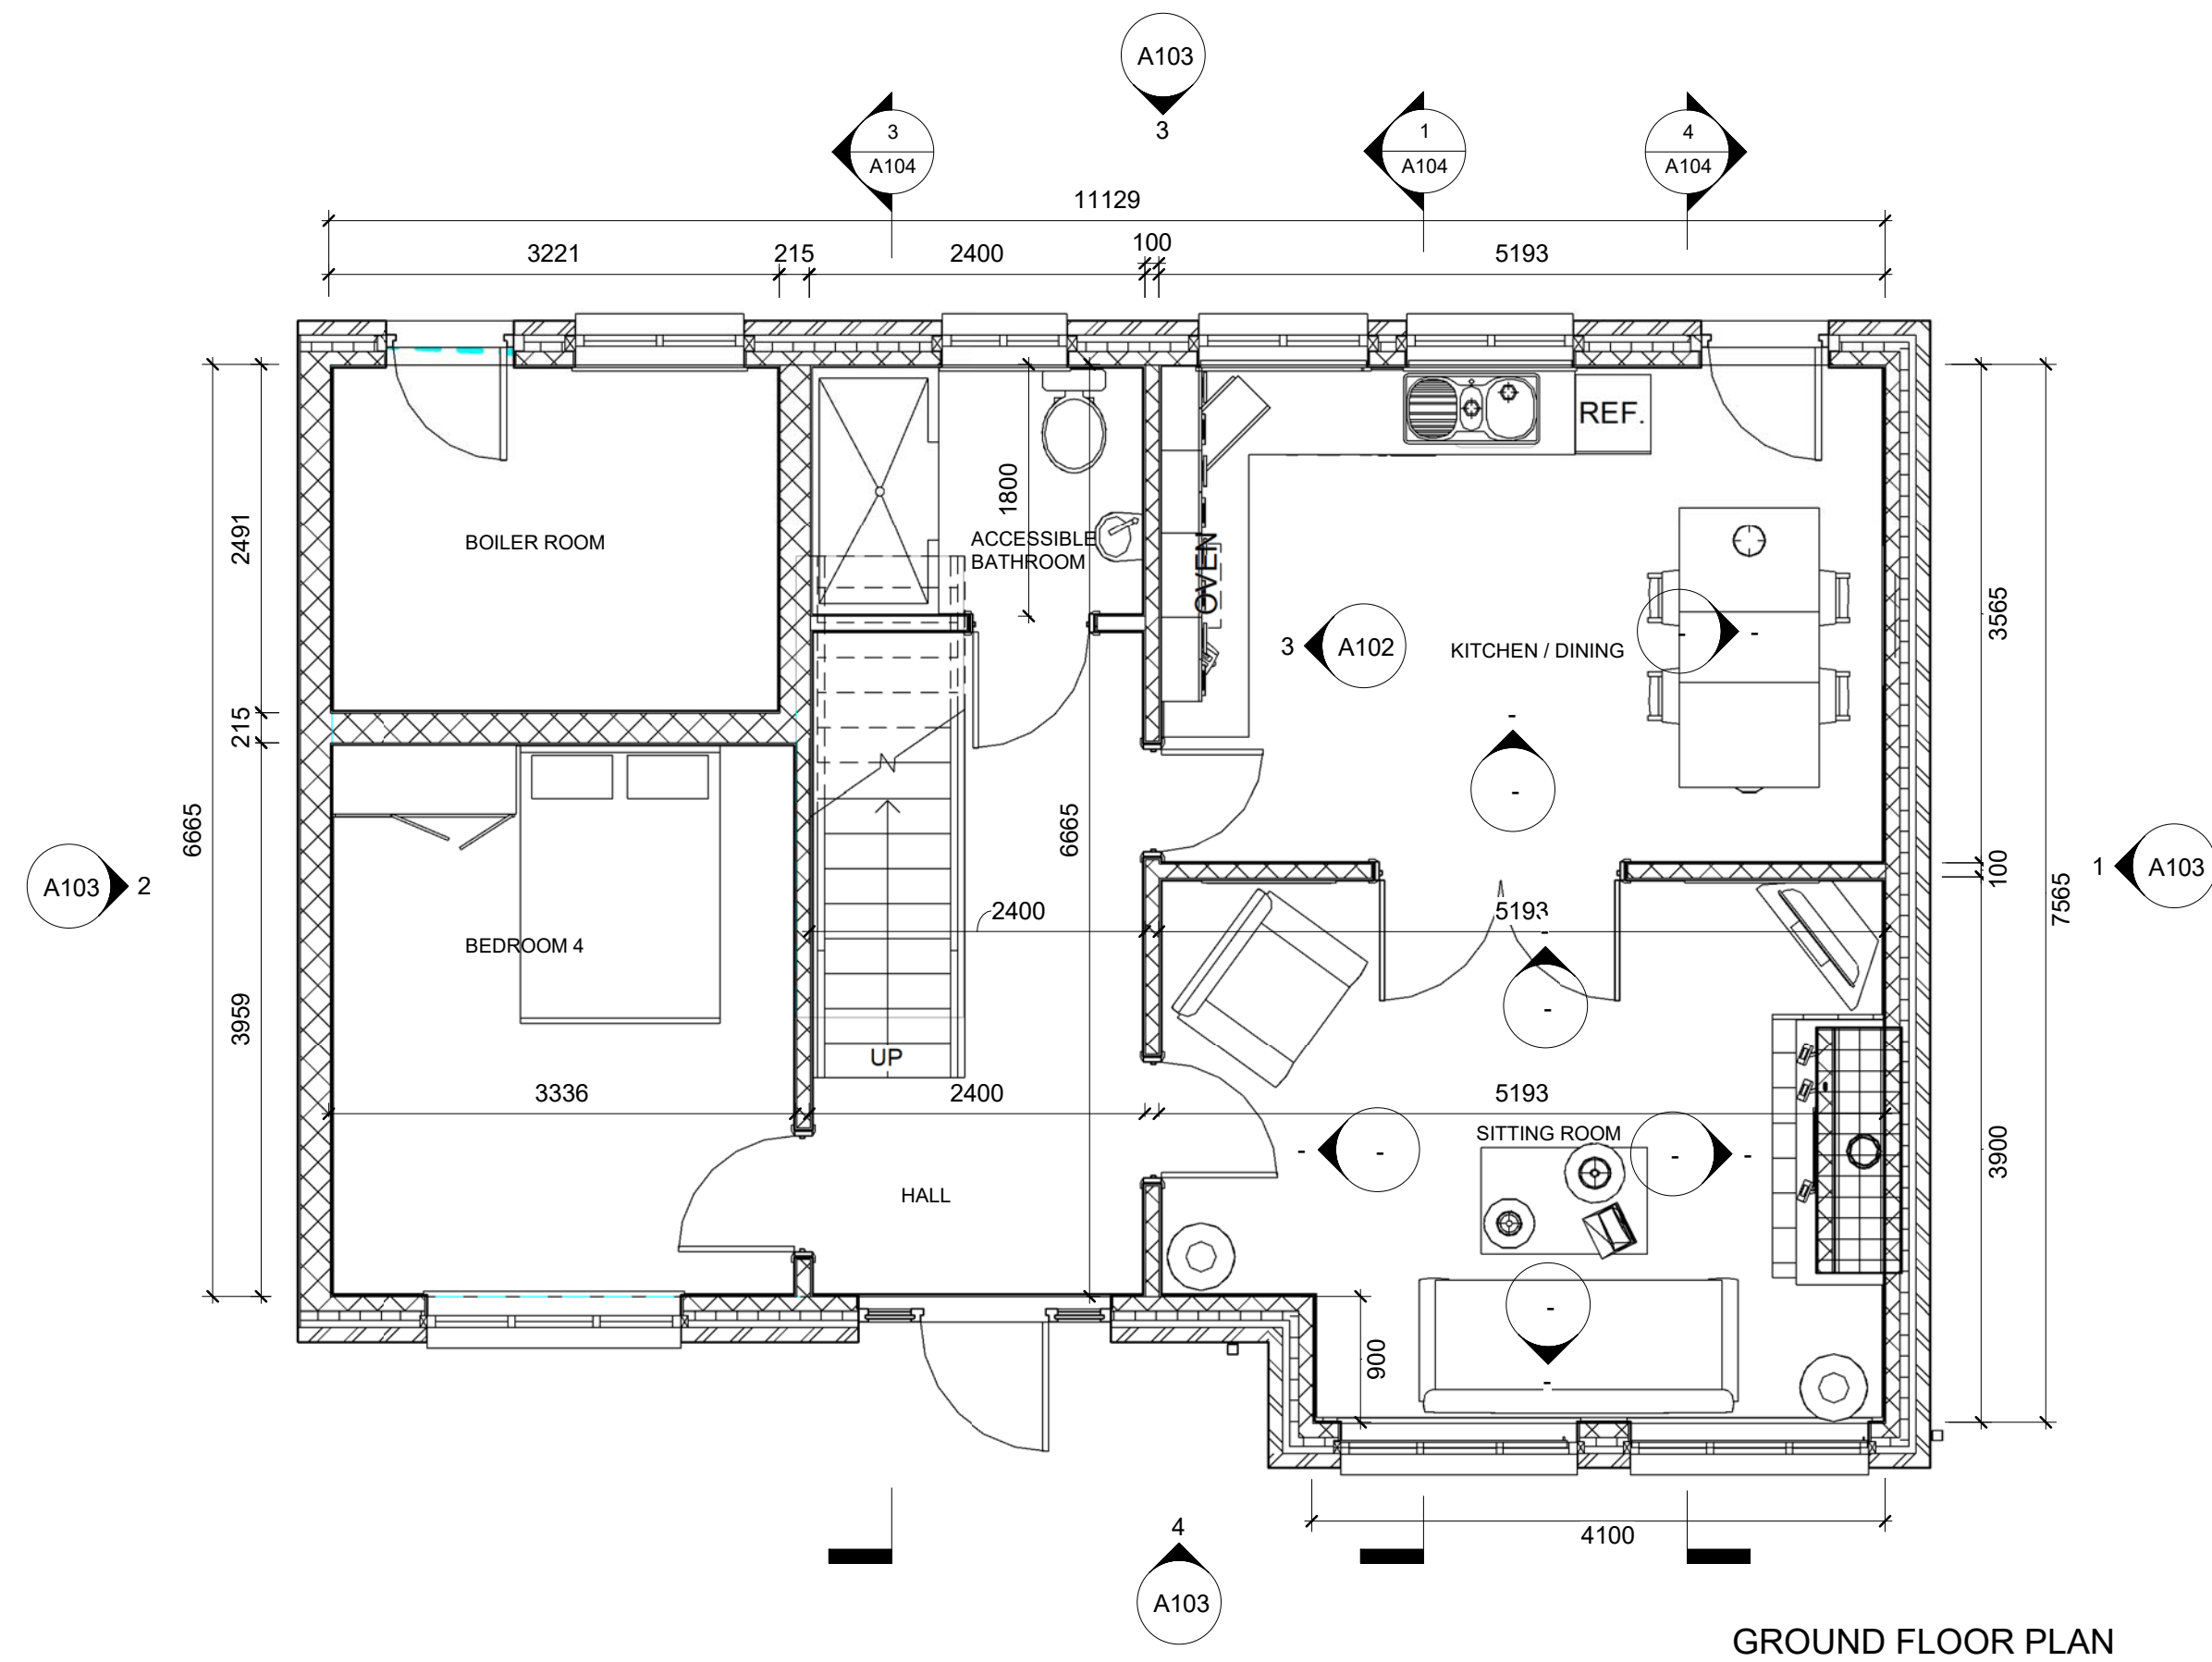 A103
3
3
A104
1
A104
4
A104
11129
3221
215
2400
100
5193
REF.
2491
1800
BOILER ROOM
ACCESSIBLE
BATHROOM
OVEN
3565
3
A102
KITCHEN / DINING
-
-
-
-
215
6665
6665
100
A103
2
1
A103
7565
2400
5193
-
-
BEDROOM 4
3959
UP
3336
2400
5193
SITTING ROOM
-
-
-
-
3900
HALL
-
-
900
4
A103
4100
GROUND FLOOR PLAN